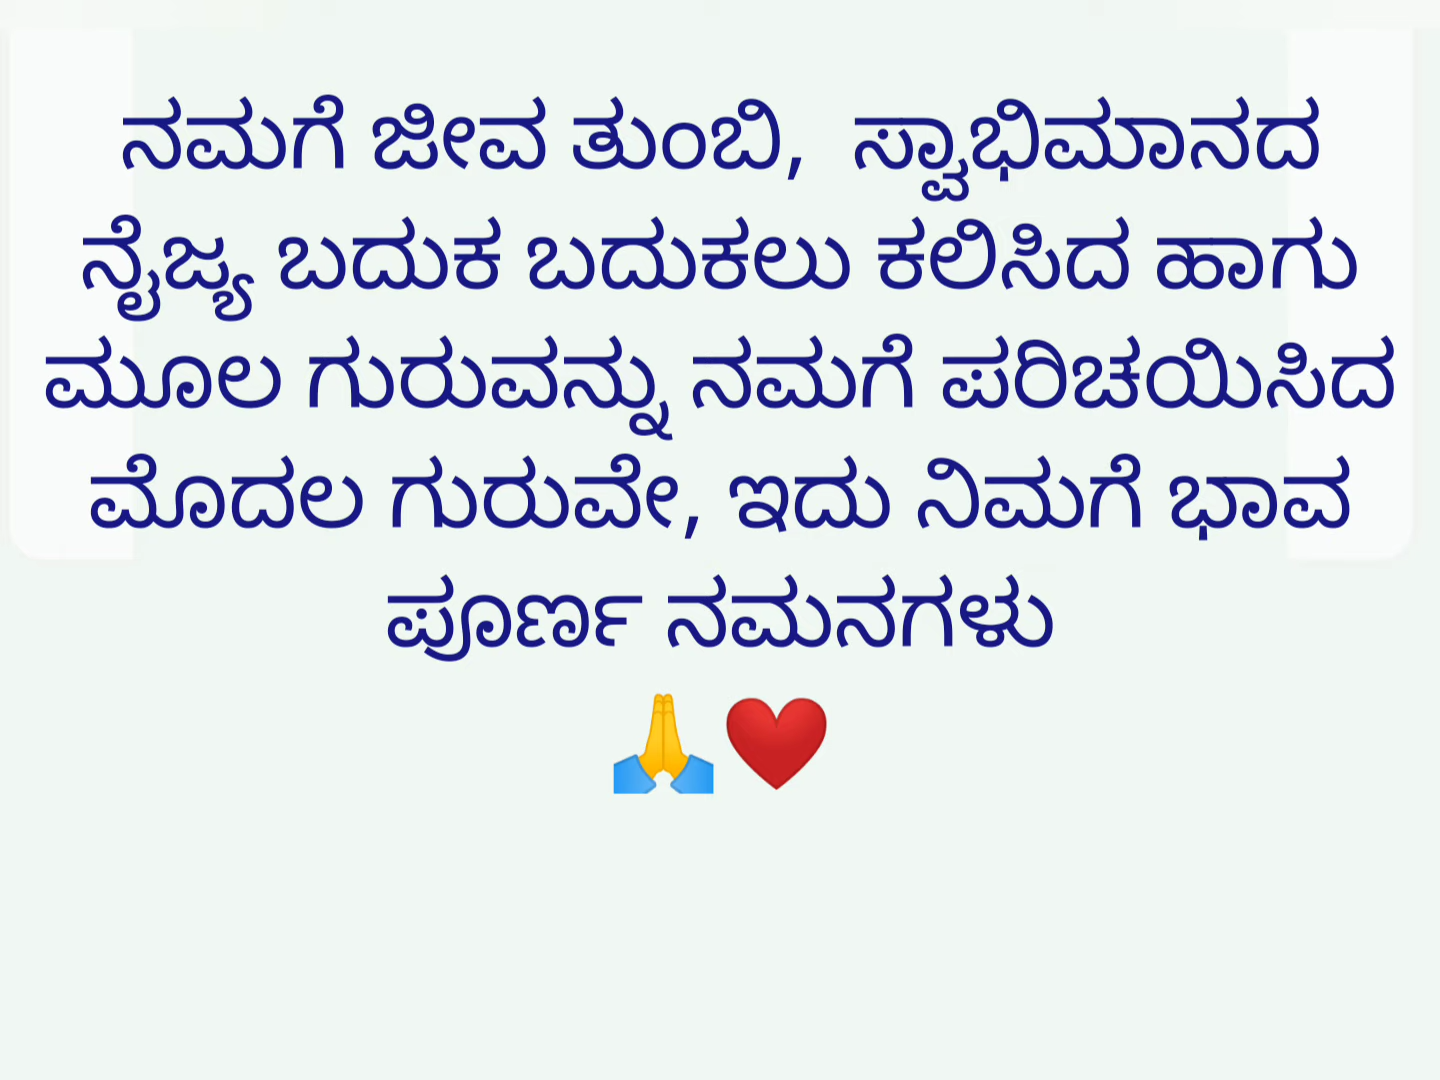 ನಮಗೆ ಜೀವ ತುಂಬಿ, ಸ್ವಾಭಿಮಾನದ
ನೈಜ್ಯ ಬದುಕ ಬದುಕಲು ಕಲಿಸಿದ ಹಾಗು
ಮೂಲ ಗುರುವನ್ನು ನಮಗೆ ಪರಿಚಯಿಸಿದ
ಮೊದಲ ಗುರುವೇ, ಇದು ನಿಮಗೆ ಭಾವ
ಪೂರ್ಣ ನಮನಗಳು
🙏❤️